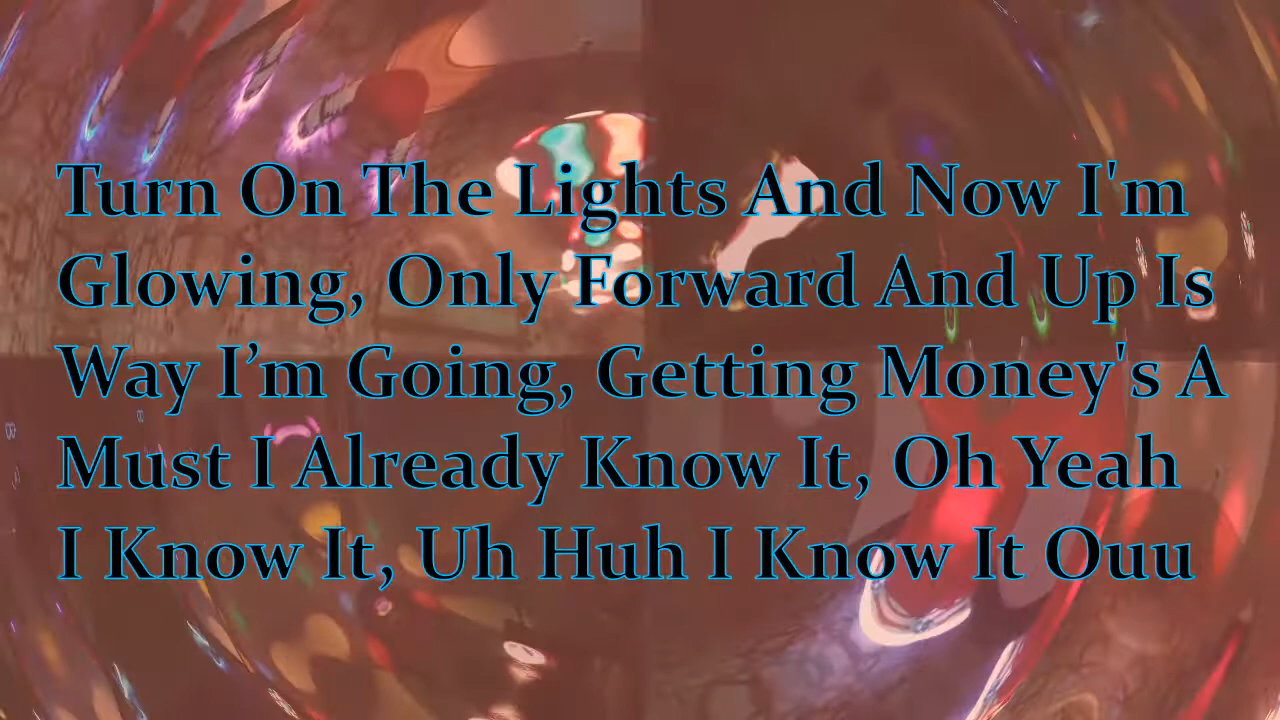 Turn On The Lights And Now I'm
Glowing, Only Forward And Up Is
Way I’m Going, Getting Money's A
Must I Already Know It, Oh Yeah
I Know It, Uh Huh I Know It Ouu